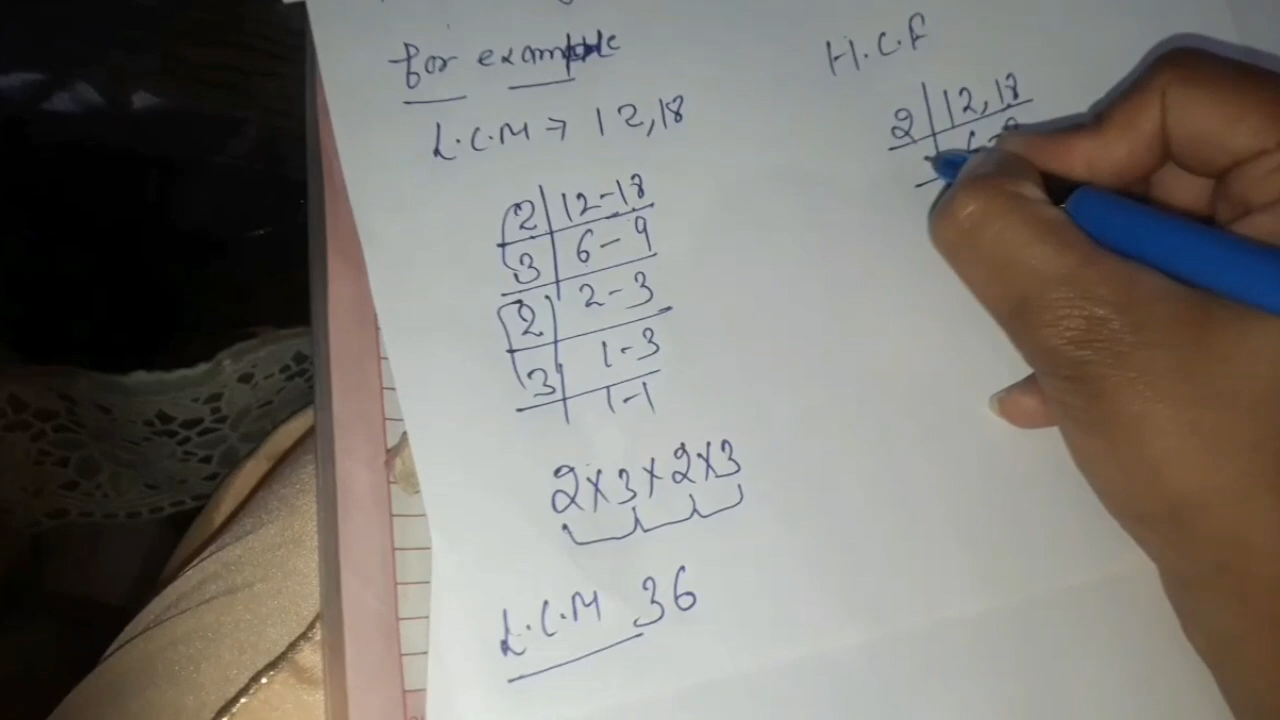 for example
L.C.M → 12,18
2 | 12-18
3 | 6-9
2 | 2-3
3 | 1-3
1-1
2×3×2×3
L.C.M 36
H.C.F
2 | 12,18